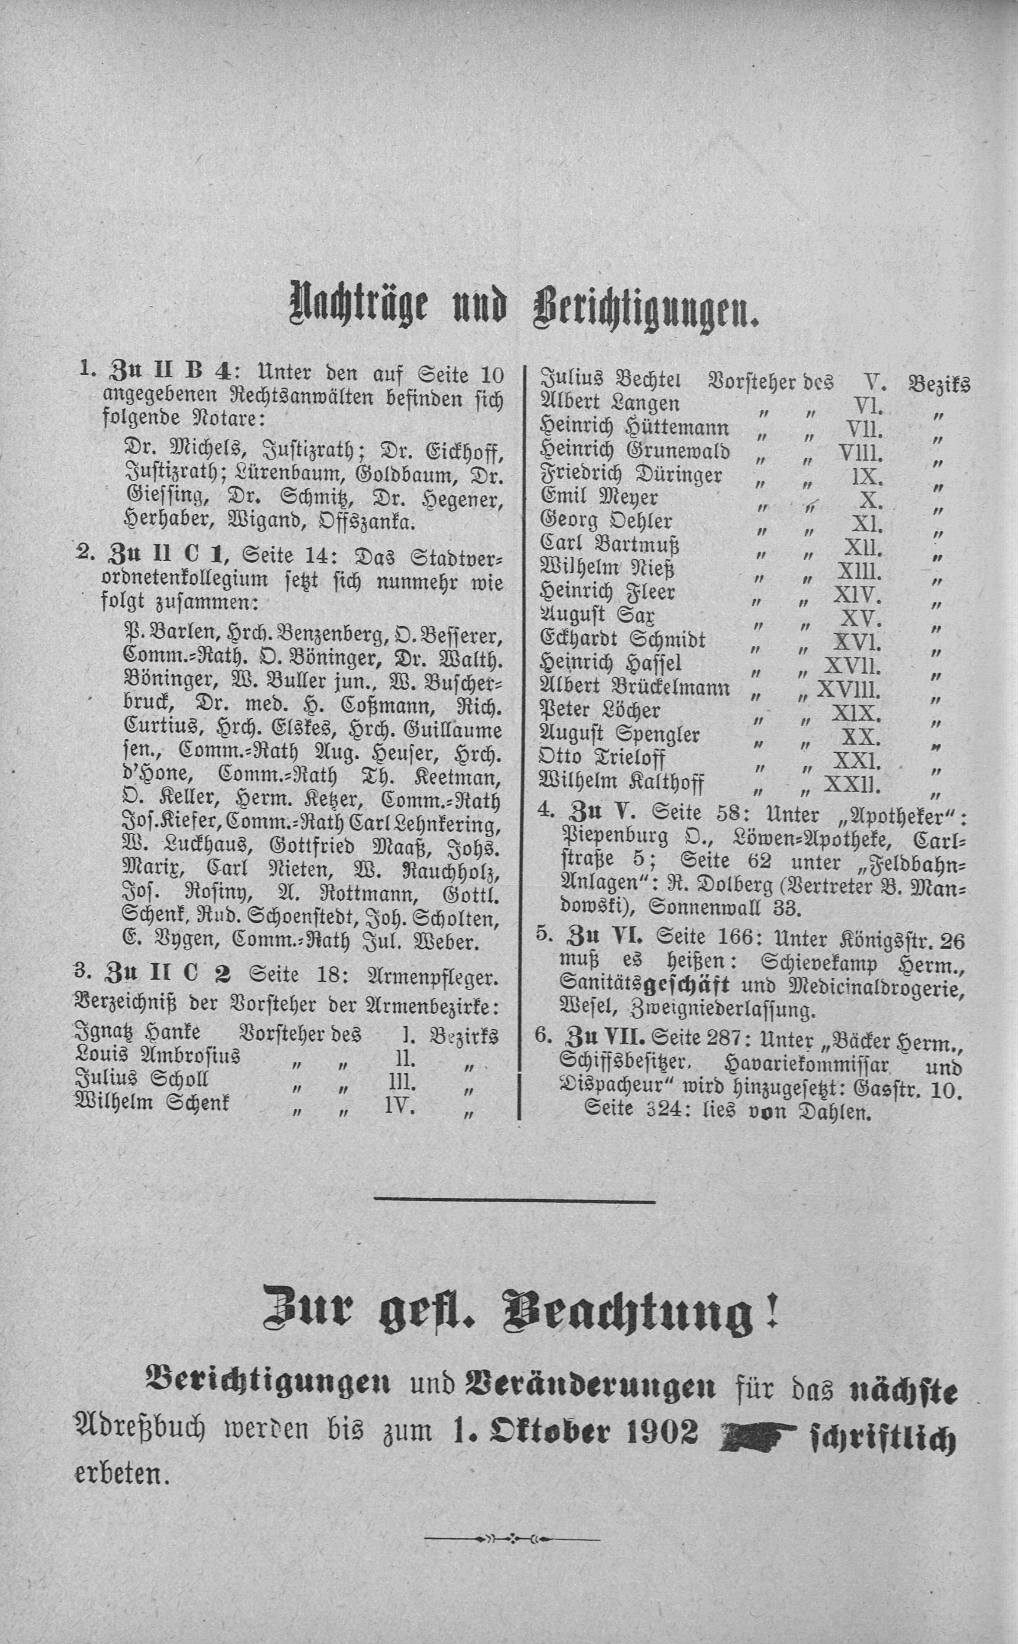 Nachträge und Berichtigungen.
1. Zu II B 4: Unter den auf Seite 10
angegebenen Rechtsanwälten befinden sich
folgende Notare:
Dr. Michels, Justizrath; Dr. Eickhoff,
Justizrath; Lürenbaum, Goldbaum, Dr.
Giessing, Dr. Schmitz, Dr. Hegener,
Herhaber, Wigand, Offszanka.
2. Zu II C 1, Seite 14: Das Stadtver-
ordnetenkollegium setzt sich nunmehr wie
folgt zusammen:
P. Barlen, Hrch. Benzenberg, O. Besserer,
Comm.-Rath. O. Böninger, Dr. Walth.
Böninger, W. Buller jun., W. Buscher-
bruck, Dr. med. H. Coßmann, Rich.
Curtius, Hrch. Elskes, Hrch. Guillaume
sen., Comm.-Rath Aug. Heuser, Hrch.
d'Hone, Comm.-Rath Th. Keetman,
O. Keller, Herm. Ketzer, Comm.-Rath
Jos. Kiefer, Comm.-Rath Carl Lehnkering,
W. Luckhaus, Gottfried Maaß, Johs.
Marix, Carl Nieten, W. Rauchholz,
Jos. Rosiny, A. Rottmann, Gottl.
Schenk, Rud. Schoenstedt, Joh. Scholten,
E. Vygen, Comm.-Rath Jul. Weber.
3. Zu II C 2 Seite 18: Armenpfleger.
Verzeichniß der Vorsteher der Armenbezirke:
Ignatz Hanke Vorsteher des I. Bezirks
Louis Ambrosius „ „ II. „
Julius Scholl „ „ III. „
Wilhelm Schenk „ „ IV. „
Julius Bechtel Vorsteher des V. Beziks
Albert Langen „ „ VI. „
Heinrich Hüttemann „ „ VII. „
Heinrich Grunewald „ „ VIII. „
Friedrich Düringer „ „ IX. „
Emil Meyer „ „ X. „
Georg Oehler „ „ XI. „
Carl Bartmuß „ „ XII. „
Wilhelm Nieß „ „ XIII. „
Heinrich Fleer „ „ XIV. „
August Sax „ „ XV. „
Eckhardt Schmidt „ „ XVI. „
Heinrich Hassel „ „ XVII. „
Albert Brückelmann „ „ XVIII. „
Peter Löcher „ „ XIX. „
August Spengler „ „ XX. „
Otto Trieloff „ „ XXI. „
Wilhelm Kalthoff „ „ XXII. „
4. Zu V. Seite 58: Unter „Apotheker“:
Piepenburg O., Löwen-Apotheke, Carl-
straße 5; Seite 62 unter „Feldbahn-
Anlagen“: R. Dolberg (Vertreter B. Man-
dowski), Sonnenwall 33.
5. Zu VI. Seite 166: Unter Königsstr. 26
muß es heißen: Schievekamp Herm.,
Sanitätsgeschäft und Medicinaldrogerie,
Wesel, Zweigniederlassung.
6. Zu VII. Seite 287: Unter „Bäcker Herm.,
Schiffsbesitzer, Havariekommissar und
Dispacheur“ wird hinzugesetzt: Gasstr. 10.
Seite 324: lies von Dahlen.
Zur gefl. Beachtung!
Berichtigungen und Veränderungen für das nächste
Adreßbuch werden bis zum 1. Oktober 1902 schriftlich
erbeten.